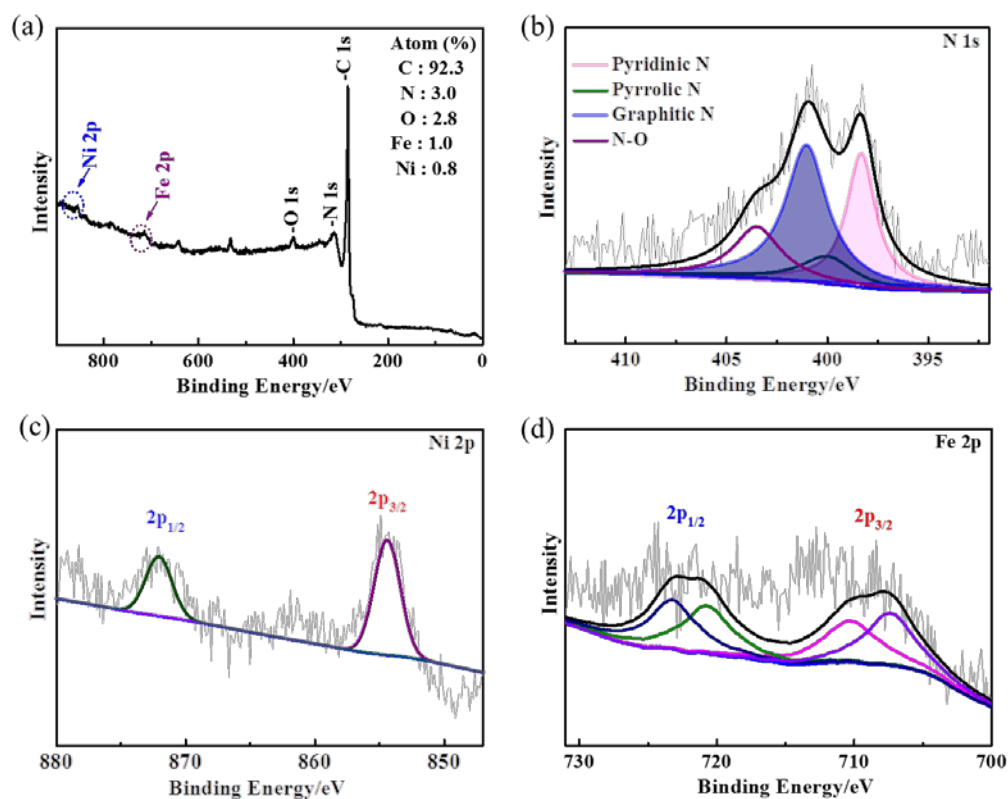 (a)
Atom (%)
C : 92.3
N : 3.0
O : 2.8
Fe : 1.0
Ni : 0.8
-C 1s
Ni 2p
Fe 2p
-O 1s
-N 1s
Intensity
800 600 400 200 0
Binding Energy/eV
(b)
N 1s
Pyridinic N
Pyrrolic N
Graphitic N
N-O
Intensity
410 405 400 395
Binding Energy/eV
(c)
Ni 2p
2p1/2
2p3/2
Intensity
880 870 860 850
Binding Energy/eV
(d)
Fe 2p
2p1/2
2p3/2
Intensity
730 720 710 700
Binding Energy/eV